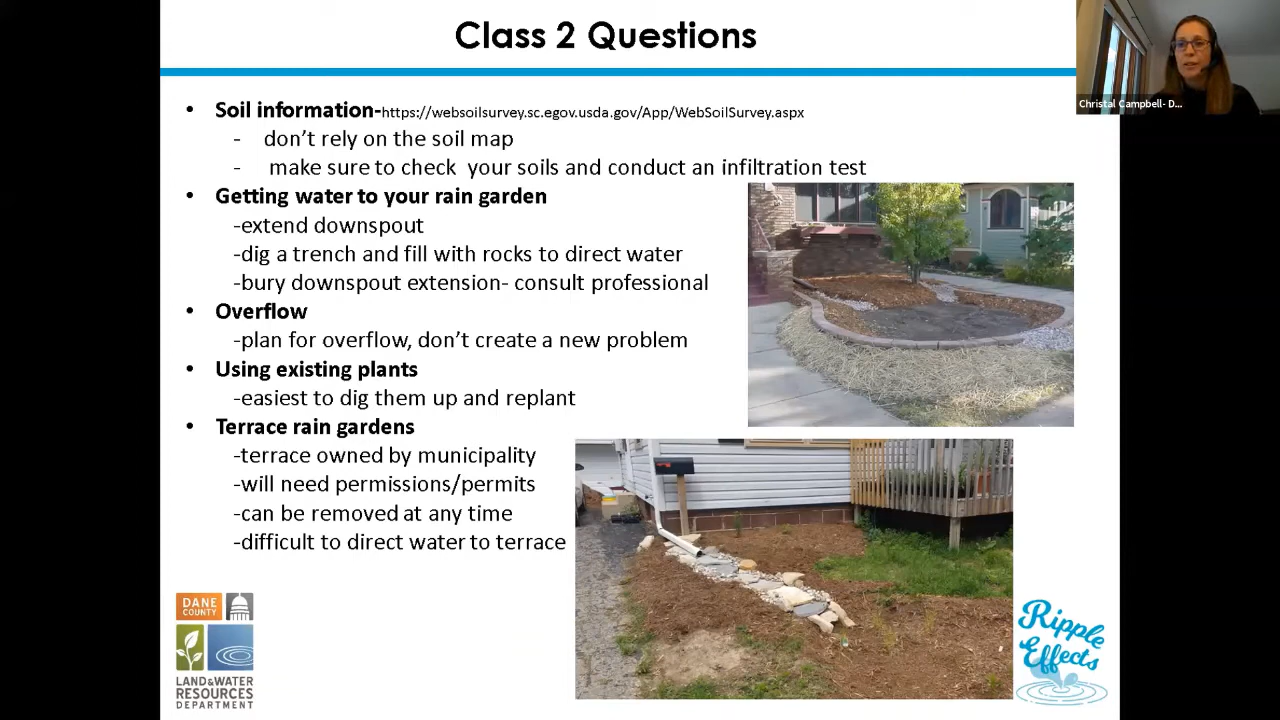 Class 2 Questions
Christal Campbell- D...
• Soil information-https://websoilsurvey.sc.egov.usda.gov/App/WebSoilSurvey.aspx
- don't rely on the soil map
- make sure to check your soils and conduct an infiltration test
• Getting water to your rain garden
-extend downspout
-dig a trench and fill with rocks to direct water
-bury downspout extension- consult professional
• Overflow
-plan for overflow, don't create a new problem
• Using existing plants
-easiest to dig them up and replant
• Terrace rain gardens
-terrace owned by municipality
-will need permissions/permits
-can be removed at any time
-difficult to direct water to terrace
DANE
COUNTY
LAND&WATER
RESOURCES
DEPARTMENT
Ripple
Effects